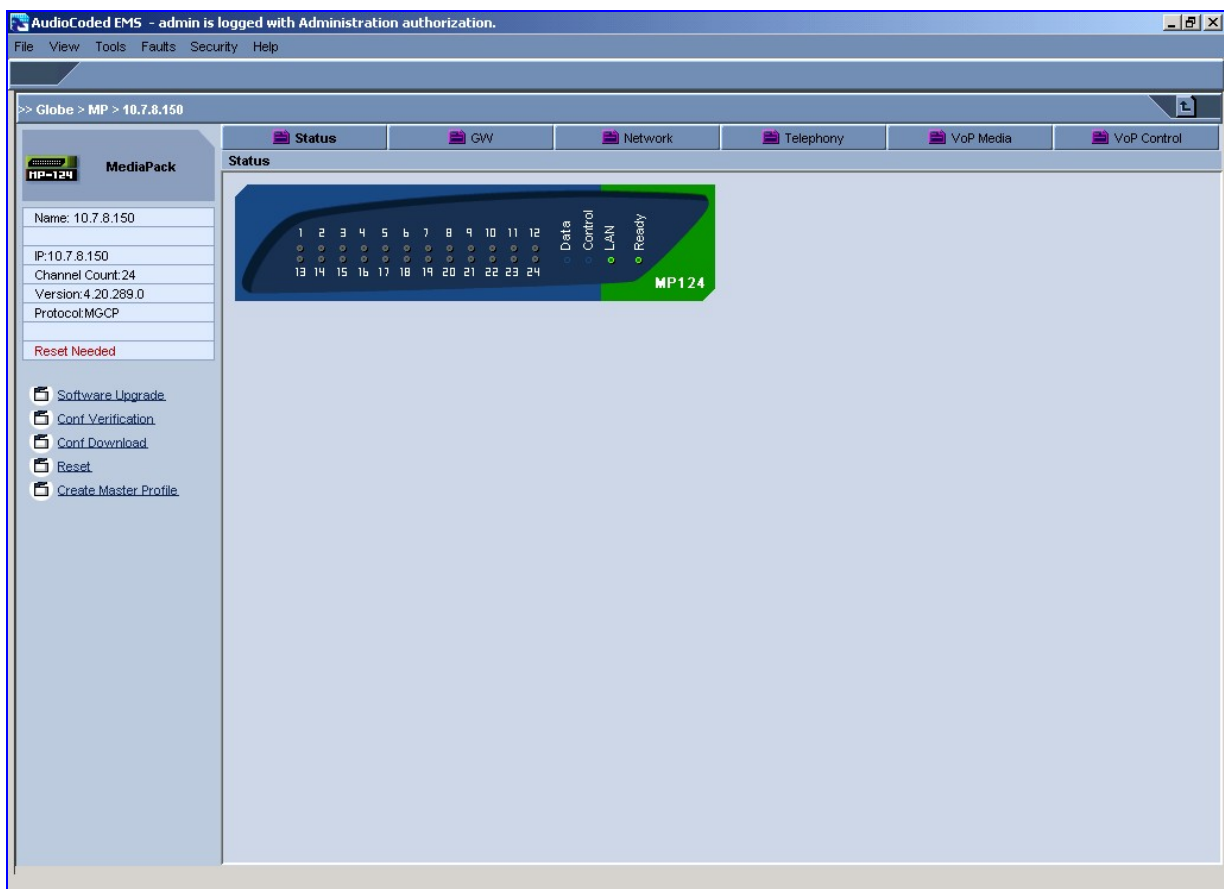 AudioCoded EMS - admin is logged with Administration authorization.
File View Tools Faults Security Help
>> Globe > MP > 10.7.8.150
Status GW Network Telephony VoP Media VoP Control
MP-124
MediaPack
Status
Name: 10.7.8.150
IP:10.7.8.150
Channel Count:24
Version:4.20.289.0
Protocol:MGCP
Reset Needed
Software Upgrade
Conf Verification
Conf Download
Reset
Create Master Profile
1 2 3 4 5 6 7 8 9 10 11 12
13 14 15 16 17 18 19 20 21 22 23 24
Data
Control
LAN
Ready
MP124